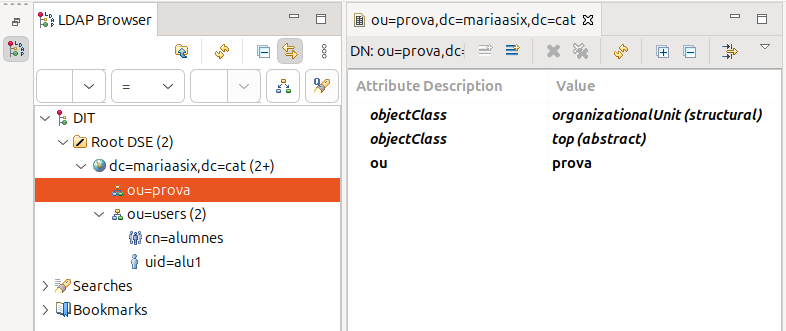 LDAP Browser
=
DIT
Root DSE (2)
dc=mariaasix,dc=cat (2+)
ou=prova
ou=users (2)
cn=alumnes
uid=alu1
Searches
Bookmarks
ou=prova,dc=mariaasix,dc=cat
DN: ou=prova,dc=
Attribute Description Value
objectClass organizationalUnit (structural)
objectClass top (abstract)
ou prova